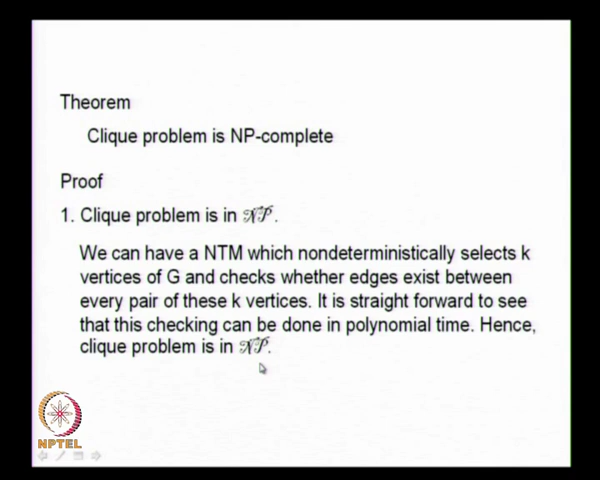 Theorem
Clique problem is NP-complete
Proof
1. Clique problem is in 𝒩𝒫.
We can have a NTM which nondeterministically selects k
vertices of G and checks whether edges exist between
every pair of these k vertices. It is straight forward to see
that this checking can be done in polynomial time. Hence,
clique problem is in 𝒩𝒫.
NPTEL